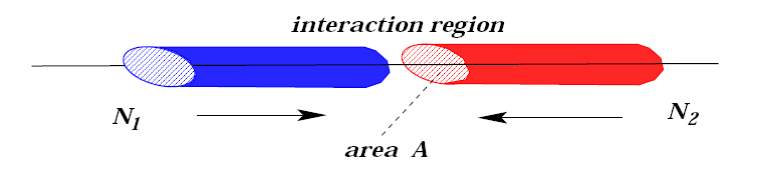 interaction region
N1
N2
area A